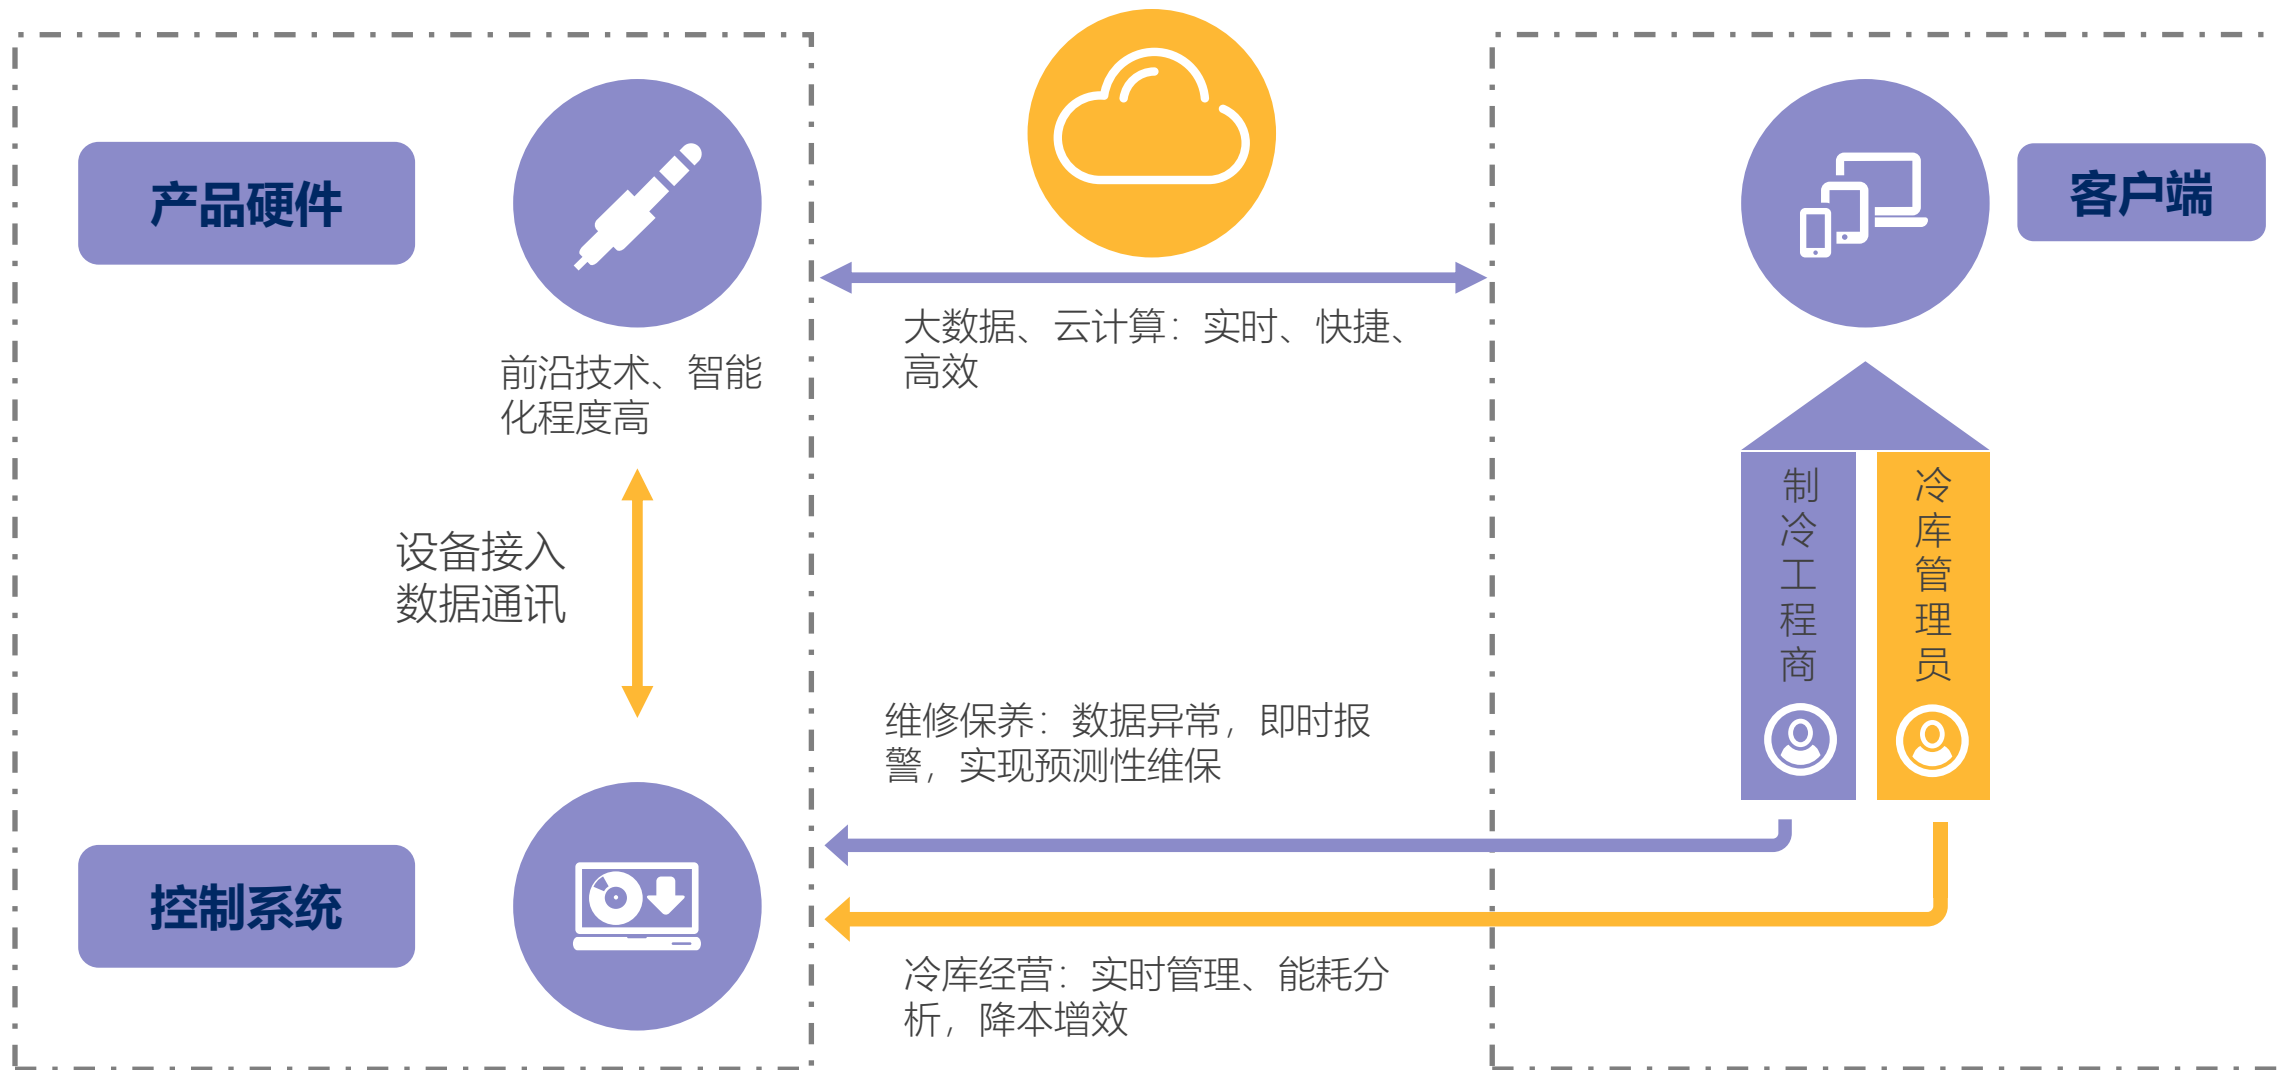 产品硬件
前沿技术、智能
化程度高
设备接入
数据通讯
控制系统
大数据、云计算：实时、快捷、
高效
维修保养：数据异常，即时报
警，实现预测性维保
冷库经营：实时管理、能耗分
析，降本增效
客户端
制冷工程商
冷库管理员